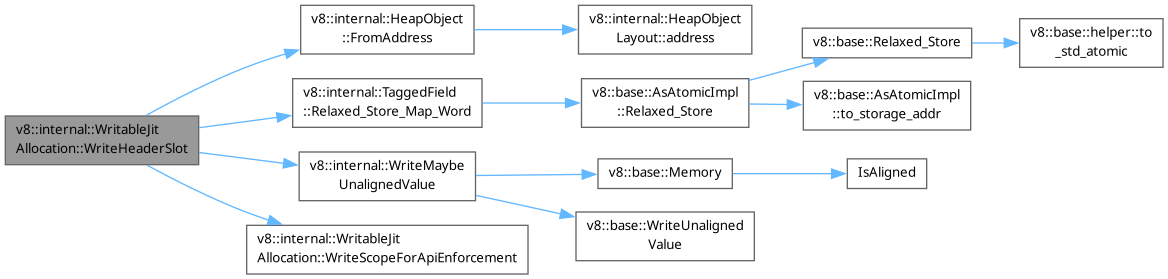 v8::internal::WritableJit
Allocation::WriteHeaderSlot
v8::internal::HeapObject
::FromAddress
v8::internal::HeapObject
Layout::address
v8::internal::TaggedField
::Relaxed_Store_Map_Word
v8::base::AsAtomicImpl
::Relaxed_Store
v8::base::Relaxed_Store
v8::base::helper::to
_std_atomic
v8::base::AsAtomicImpl
::to_storage_addr
v8::internal::WriteMaybe
UnalignedValue
v8::base::Memory
IsAligned
v8::base::WriteUnaligned
Value
v8::internal::WritableJit
Allocation::WriteScopeForApiEnforcement